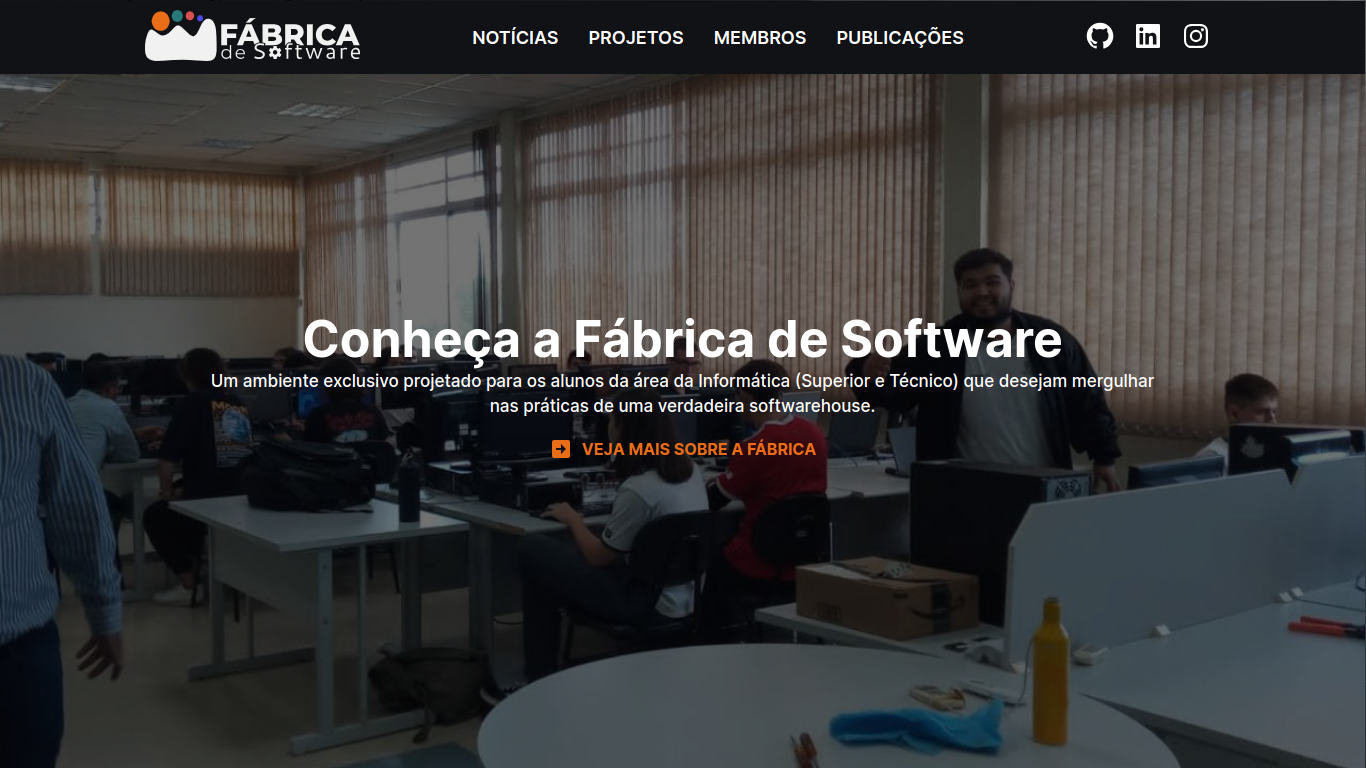 FÁBRICA
de Software
NOTÍCIAS
PROJETOS
MEMBROS
PUBLICAÇÕES
Conheça a Fábrica de Software
Um ambiente exclusivo projetado para os alunos da área da Informática (Superior e Técnico) que desejam mergulhar
nas práticas de uma verdadeira softwarehouse.
VEJA MAIS SOBRE A FÁBRICA